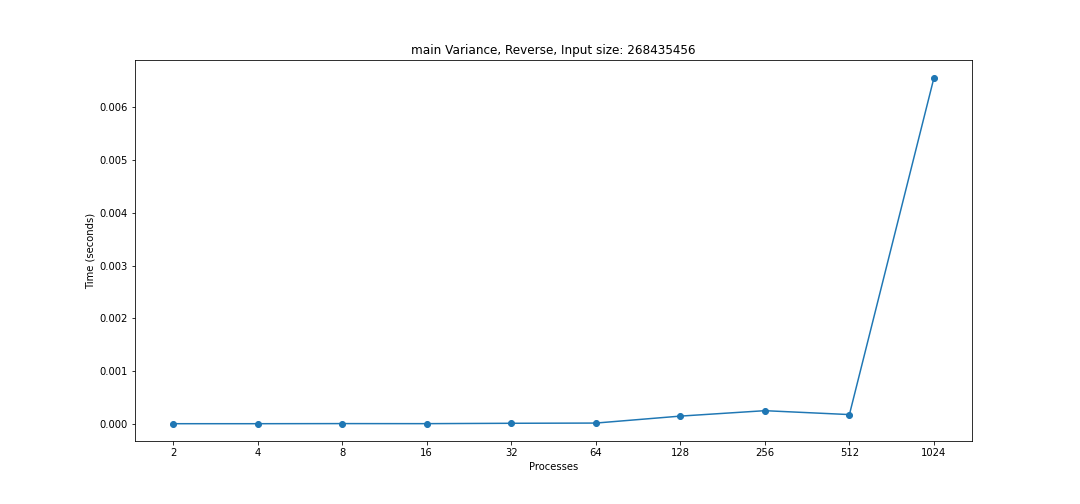 main Variance, Reverse, Input size: 268435456
0.006
0.005
0.004
0.003
0.002
0.001
0.000
Time (seconds)
2 4 8 16 32 64 128 256 512 1024
Processes